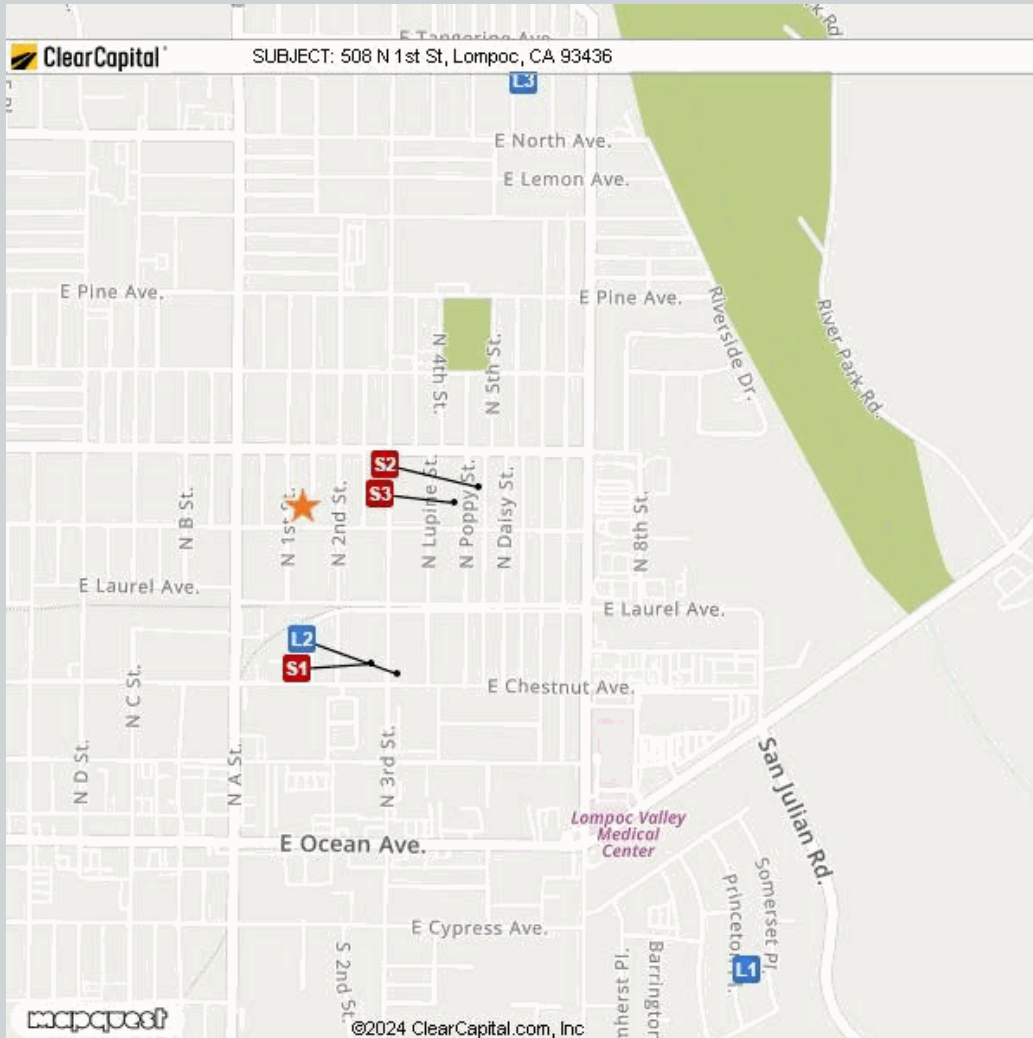 E Tangerine Ave.
ClearCapital
SUBJECT: 508 N 1st St, Lompoc, CA 93436
L3
E North Ave.
E Lemon Ave.
E Pine Ave.
E Pine Ave.
Riverside Dr.
River Park Rd.
N 4th St.
N 5th St.
S2
S3
N B St.
N 1st St.
N 2nd St.
N Lupine St.
N Poppy St.
N Daisy St.
N 8th St.
E Laurel Ave.
E Laurel Ave.
L2
S1
E Chestnut Ave.
N C St.
N D St.
N A St.
N 3rd St.
San Julian Rd.
Lompoc Valley
Medical
Center
E Ocean Ave.
E Cypress Ave.
S 2nd St.
Barrington
Princeton Pl.
Somerset Pl.
L1
mapquest
©2024 ClearCapital.com, Inc